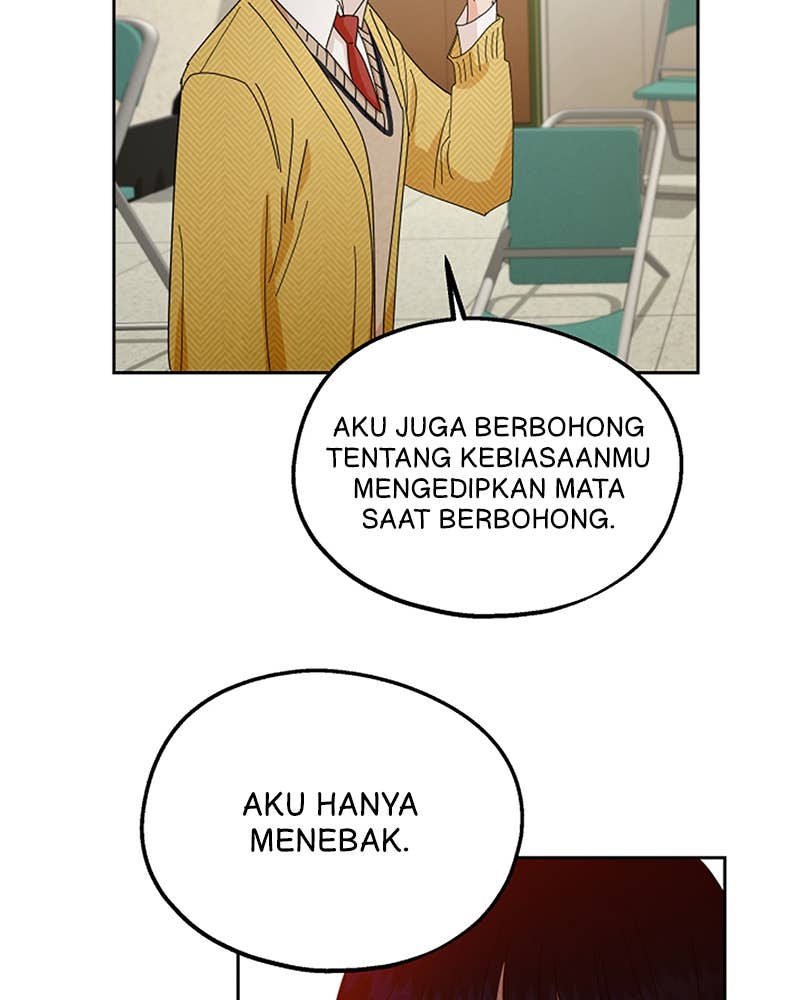 AKU JUGA BERBOHONG
TENTANG KEBIASAANMU
MENGEDIPKAN MATA
SAAT BERBOHONG.
AKU HANYA
MENEBAK.